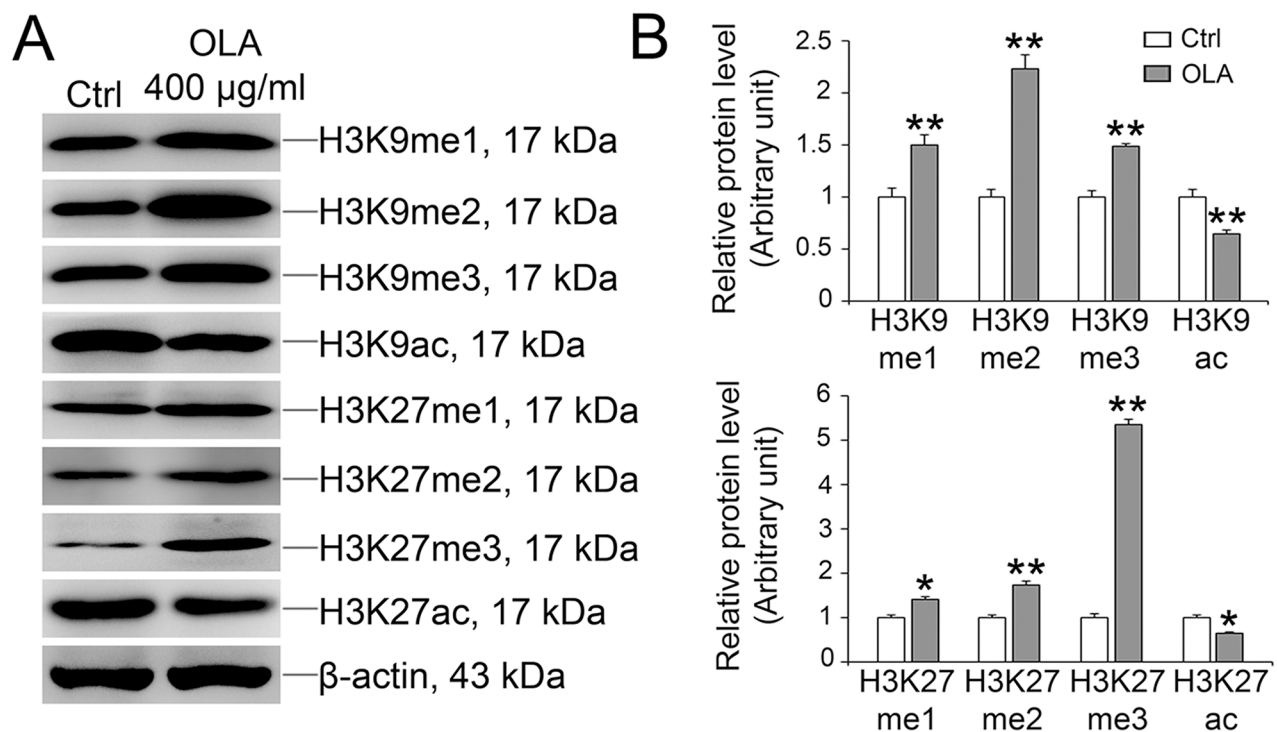 A
OLA
Ctrl 400 µg/ml
H3K9me1, 17 kDa
H3K9me2, 17 kDa
H3K9me3, 17 kDa
H3K9ac, 17 kDa
H3K27me1, 17 kDa
H3K27me2, 17 kDa
H3K27me3, 17 kDa
H3K27ac, 17 kDa
β-actin, 43 kDa
B
Relative protein level
(Arbitrary unit)
2.5
2
1.5
1
0.5
0
Ctrl
OLA
** ** ** **
H3K9 H3K9 H3K9 H3K9
me1 me2 me3 ac
Relative protein level
(Arbitrary unit)
6
5
4
3
2
1
0
* ** ** *
H3K27 H3K27 H3K27 H3K27
me1 me2 me3 ac